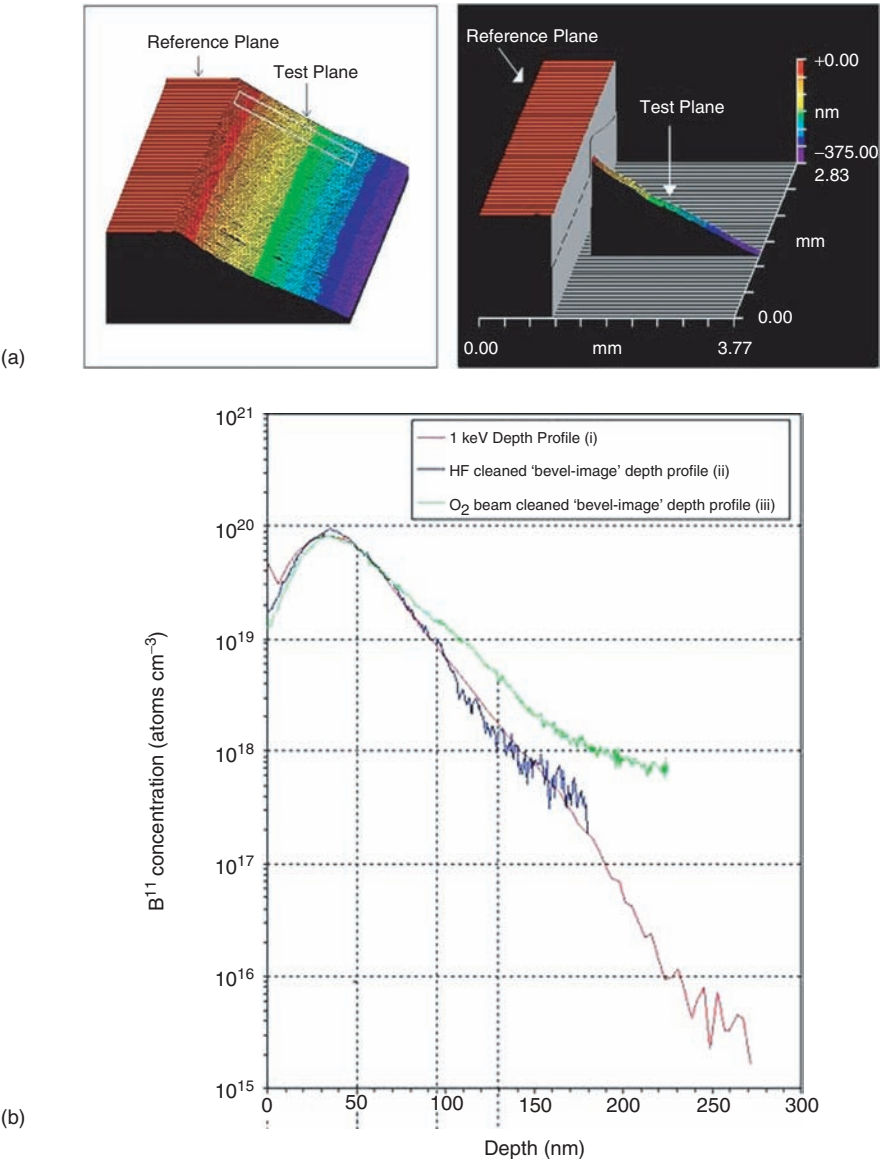 Reference Plane
Test Plane
Reference Plane
Test Plane
+0.00
nm
−375.00
2.83
mm
0.00
0.00 mm 3.77
(a)
10²¹
1 keV Depth Profile (i)
HF cleaned ‘bevel-image’ depth profile (ii)
O₂ beam cleaned ‘bevel-image’ depth profile (iii)
10²⁰
10¹⁹
10¹⁸
10¹⁷
10¹⁶
10¹⁵
B¹¹ concentration (atoms cm⁻³)
0 50 100 150 200 250 300
Depth (nm)
(b)